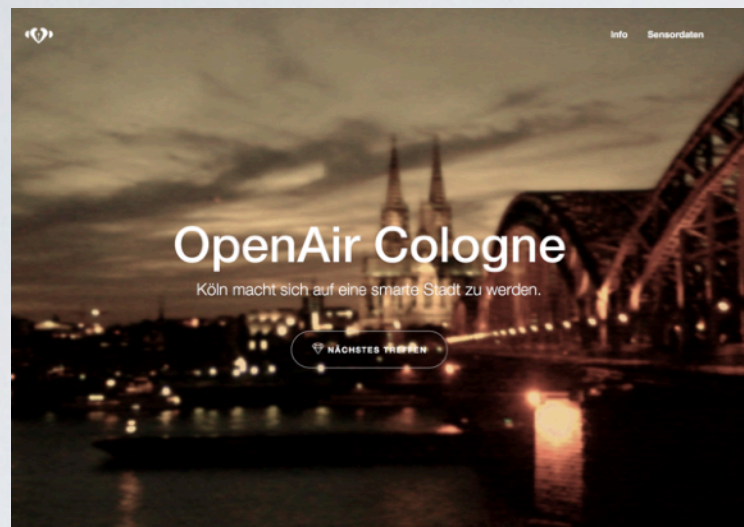 Info Sensordaten
OpenAir Cologne
Köln macht sich auf eine smarte Stadt zu werden.
NÄCHSTES TREFFEN